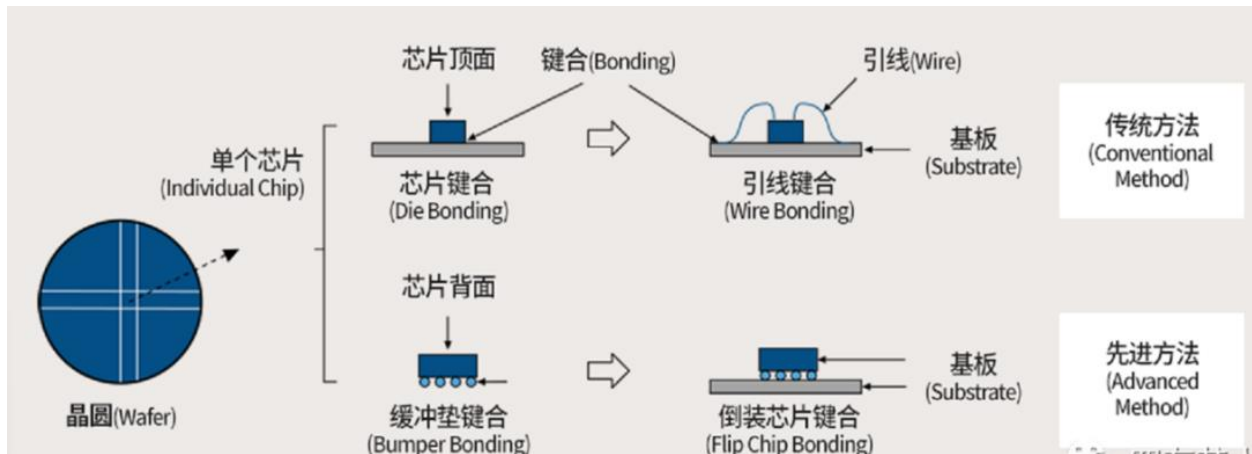 芯片顶面
键合(Bonding)
引线(Wire)
单个芯片
(Individual Chip)
芯片键合
(Die Bonding)
引线键合
(Wire Bonding)
基板
(Substrate)
传统方法
(Conventional
Method)
晶圆(Wafer)
芯片背面
缓冲垫键合
(Bumper Bonding)
倒装芯片键合
(Flip Chip Bonding)
基板
(Substrate)
先进方法
(Advanced
Method)